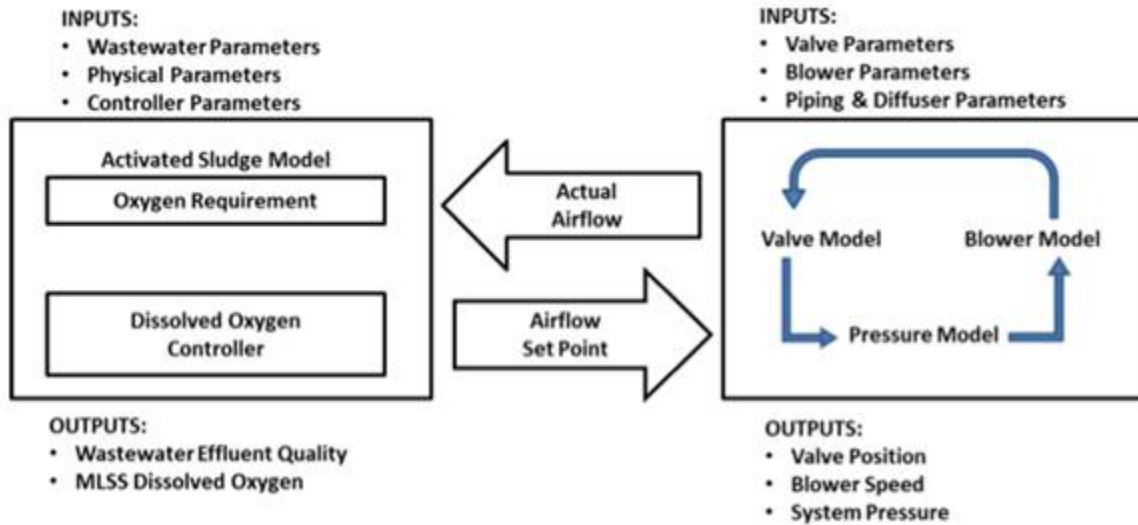 INPUTS:
• Wastewater Parameters
• Physical Parameters
• Controller Parameters
Activated Sludge Model
Oxygen Requirement
Dissolved Oxygen
Controller
OUTPUTS:
• Wastewater Effluent Quality
• MLSS Dissolved Oxygen
Actual
Airflow
Airflow
Set Point
INPUTS:
• Valve Parameters
• Blower Parameters
• Piping & Diffuser Parameters
Valve Model
Blower Model
Pressure Model
OUTPUTS:
• Valve Position
• Blower Speed
• System Pressure